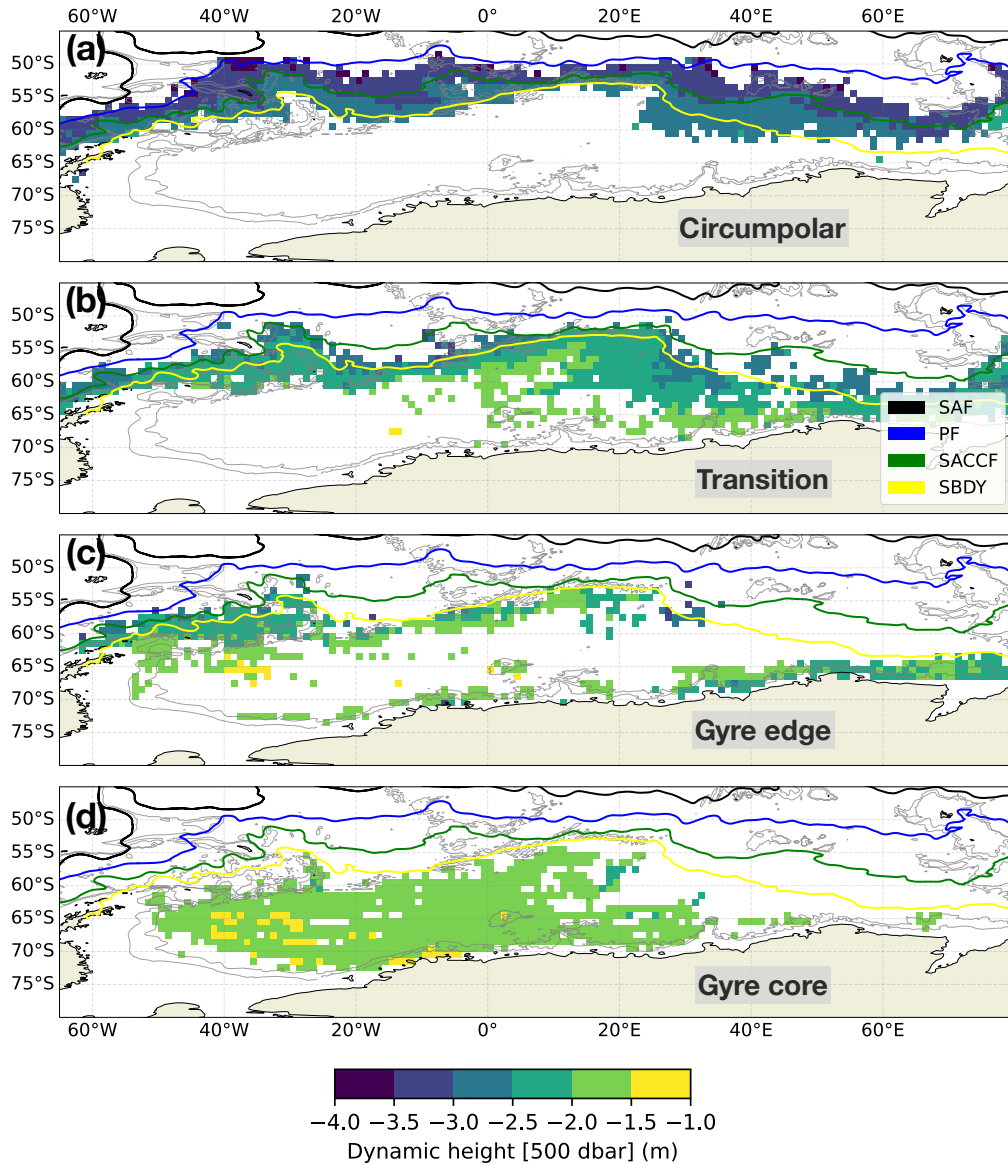 60°W 40°W 20°W 0° 20°E 40°E 60°E
(a)
50°S
55°S
60°S
65°S
70°S
75°S
Circumpolar
(b)
50°S
55°S
60°S
65°S
70°S
75°S
SAF
PF
SACCF
SBDY
Transition
(c)
50°S
55°S
60°S
65°S
70°S
75°S
Gyre edge
(d)
50°S
55°S
60°S
65°S
70°S
75°S
Gyre core
60°W 40°W 20°W 0° 20°E 40°E 60°E
−4.0 −3.5 −3.0 −2.5 −2.0 −1.5 −1.0
Dynamic height [500 dbar] (m)